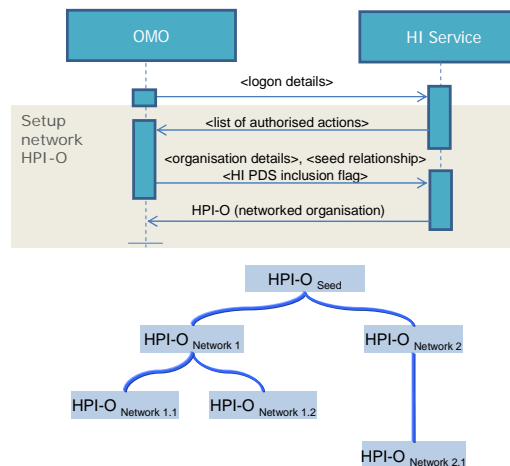 OMO
HI Service
<logon details>
Setup
network
HPI-O
<list of authorised actions>
<organisation details>, <seed relationship>
<HI PDS inclusion flag>
HPI-O (networked organisation)
HPI-O Seed
HPI-O Network 1
HPI-O Network 2
HPI-O Network 1.1
HPI-O Network 1.2
HPI-O Network 2.1